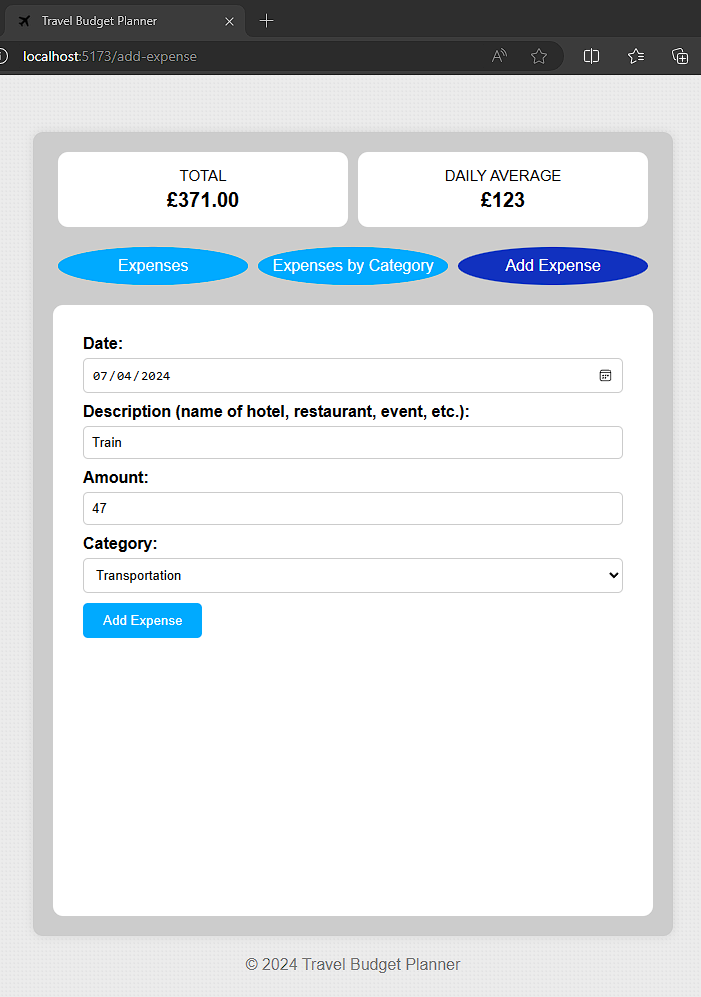 Travel Budget Planner
localhost:5173/add-expense
TOTAL
£371.00
DAILY AVERAGE
£123
Expenses
Expenses by Category
Add Expense
Date:
07/04/2024
Description (name of hotel, restaurant, event, etc.):
Train
Amount:
47
Category:
Transportation
Add Expense
© 2024 Travel Budget Planner